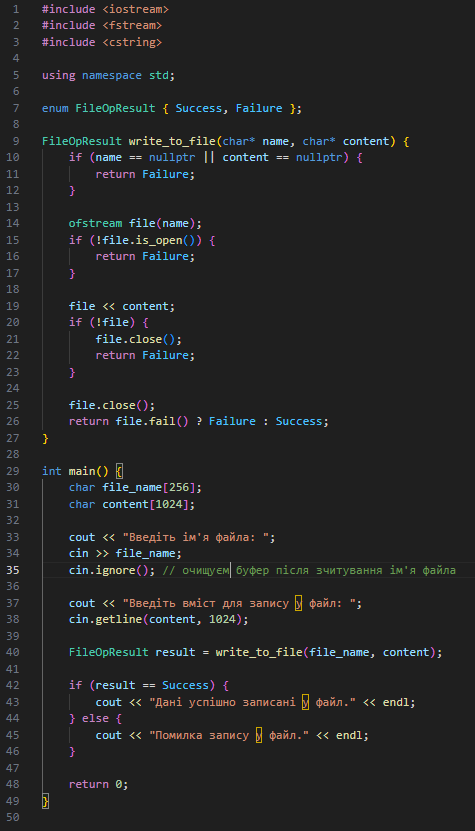 1 #include <iostream>
2 #include <fstream>
3 #include <cstring>
4
5 using namespace std;
6
7 enum FileOpResult { Success, Failure };
8
9 FileOpResult write_to_file(char* name, char* content) {
10     if (name == nullptr || content == nullptr) {
11         return Failure;
12     }
13
14     ofstream file(name);
15     if (!file.is_open()) {
16         return Failure;
17     }
18
19     file << content;
20     if (!file) {
21         file.close();
22         return Failure;
23     }
24
25     file.close();
26     return file.fail() ? Failure : Success;
27 }
28
29 int main() {
30     char file_name[256];
31     char content[1024];
32
33     cout << "Введіть ім'я файла: ";
34     cin >> file_name;
35     cin.ignore(); // очищуєм буфер після зчитування ім'я файла
36
37     cout << "Введіть вміст для запису у файл: ";
38     cin.getline(content, 1024);
39
40     FileOpResult result = write_to_file(file_name, content);
41
42     if (result == Success) {
43         cout << "Дані успішно записані у файл." << endl;
44     } else {
45         cout << "Помилка запису у файл." << endl;
46     }
47
48     return 0;
49 }
50